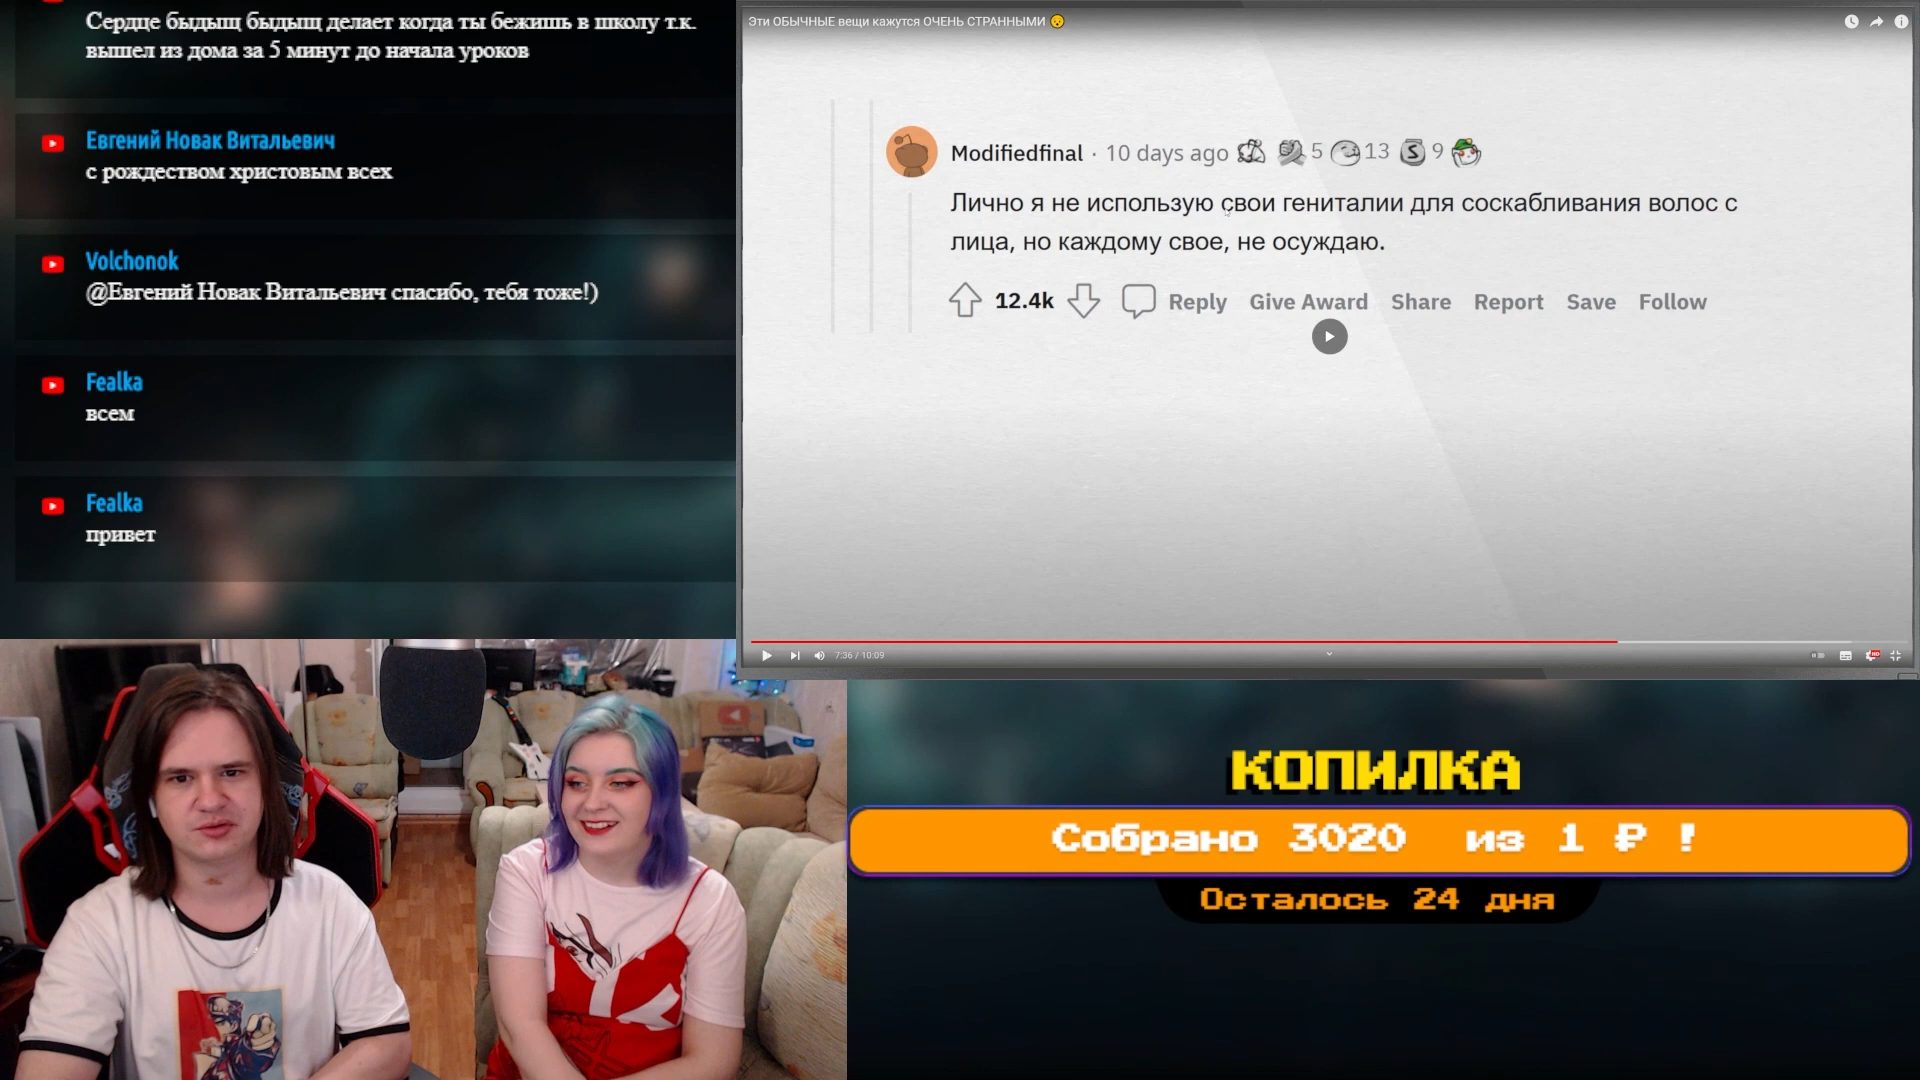 Сердце быдыщ быдыщ делает когда ты бежишь в школу т.к.
вышел из дома за 5 минут до начала уроков
Евгений Новак Витальевич
с рождеством христовым всех
Volchonok
@Евгений Новак Витальевич спасибо, тебя тоже!)
Fealka
всем
Fealka
привет
Эти ОБЫЧНЫЕ вещи кажутся ОЧЕНЬ СТРАННЫМИ 😯
Modifiedfinal · 10 days ago 5 13 S 9
Лично я не использую свои гениталии для соскабливания волос с
лица, но каждому свое, не осуждаю.
12.4k Reply Give Award Share Report Save Follow
7:36 / 10:09
HD
КОПИЛКА
Собрано 3020 из 1 ₽ !
Осталось 24 дня